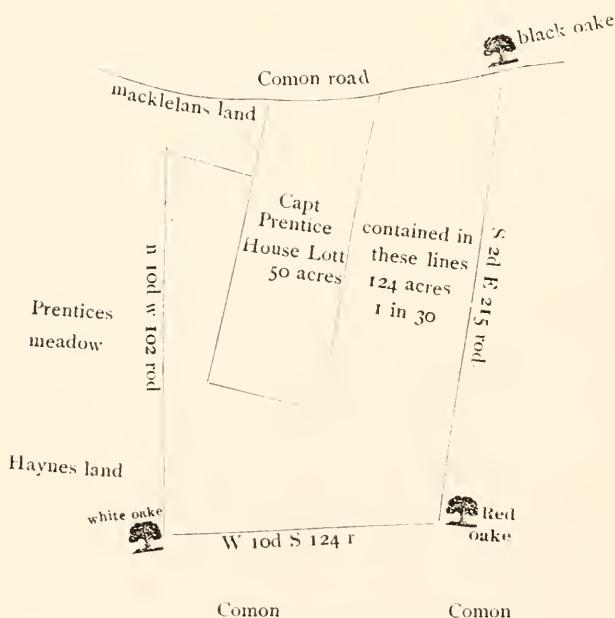 black oake
Comon road
macklelans land
Capt
Prentice
House Lott
50 acres
contained in
these lines
124 acres
1 in 30
S 2d E 215 rod.
n 10d w 102 rod
Prentices
meadow
Haynes land
white oake
Red
oake
W 10d S 124 r
Comon
Comon